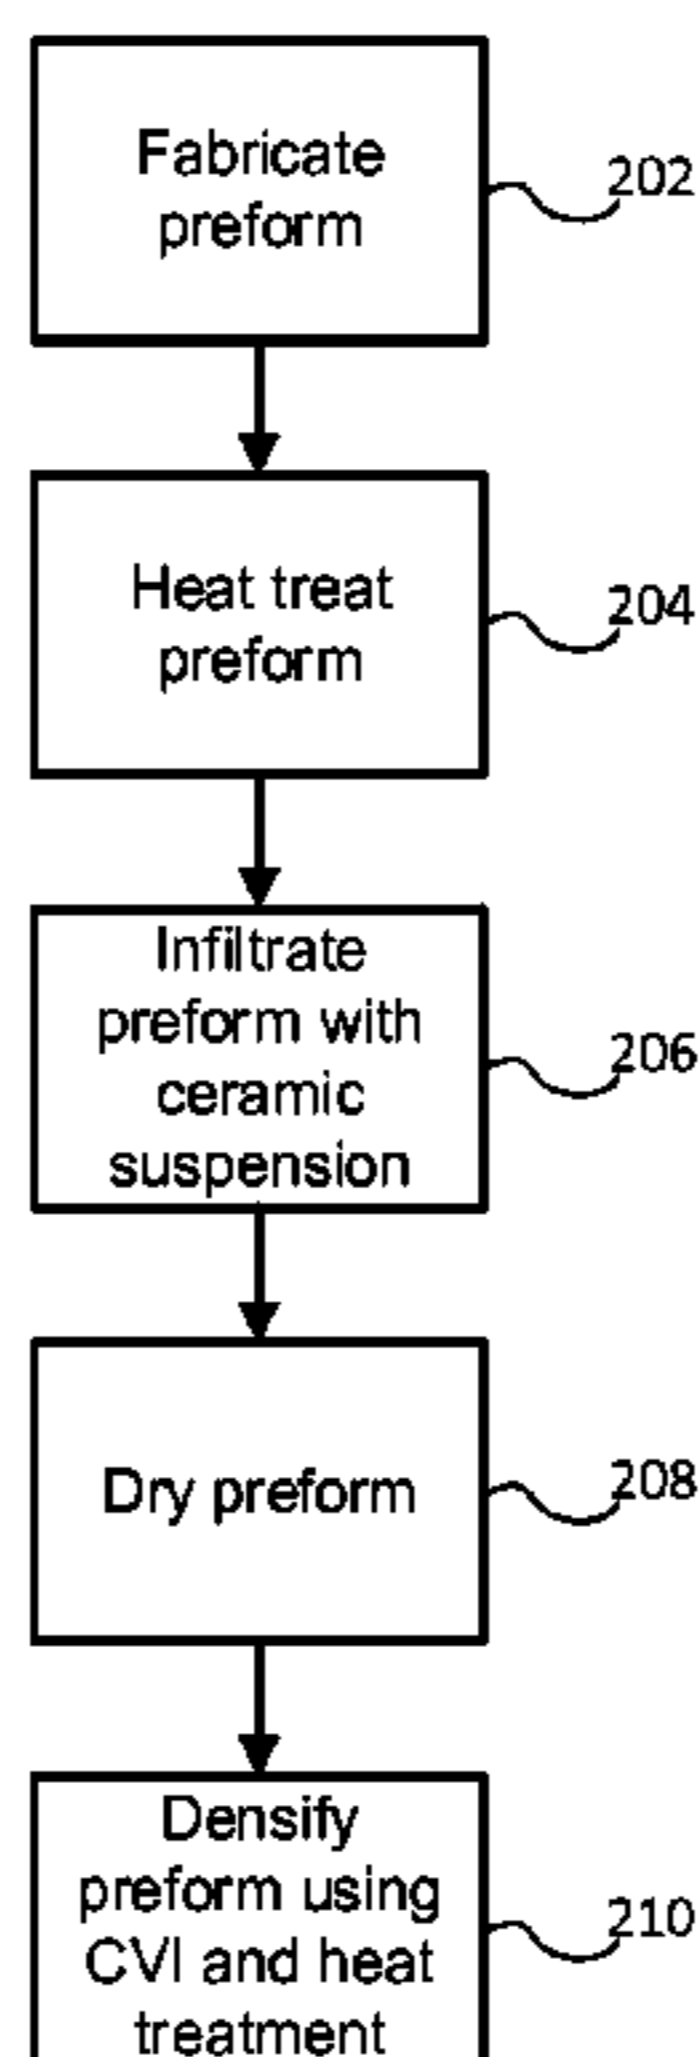 Fabricate
preform
202
Heat treat
preform
204
Infiltrate
preform with
ceramic
suspension
206
Dry preform
208
Densify
preform using
CVI and heat
treatment
210